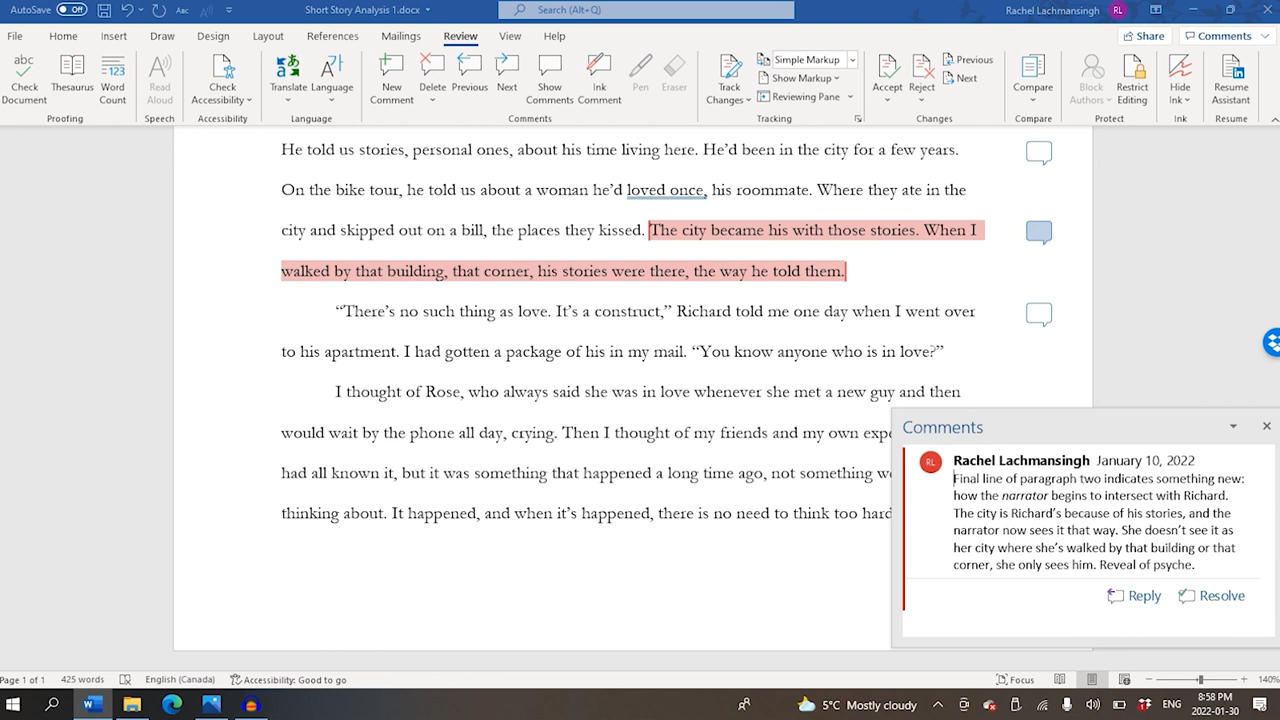 AutoSave Off Short Story Analysis 1.docx Search (Alt+Q) Rachel Lachmansingh RL
File Home Insert Draw Design Layout References Mailings Review View Help Share Comments
abc Check Document Thesaurus 123 Word Count Read Aloud Check Accessibility Translate Language New Comment Delete Previous Next Show Comments Ink Comment Pen Eraser Track Changes Simple Markup Show Markup Reviewing Pane Accept Reject Previous Next Compare Block Authors Restrict Editing Hide Ink Resume Assistant
Proofing Speech Accessibility Language Comments Tracking Changes Compare Protect Ink Resume
He told us stories, personal ones, about his time living here. He’d been in the city for a few years.
On the bike tour, he told us about a woman he’d loved once, his roommate. Where they ate in the
city and skipped out on a bill, the places they kissed. The city became his with those stories. When I
walked by that building, that corner, his stories were there, the way he told them.
“There’s no such thing as love. It’s a construct,” Richard told me one day when I went over
to his apartment. I had gotten a package of his in my mail. “You know anyone who is in love?”
I thought of Rose, who always said she was in love whenever she met a new guy and then
would wait by the phone all day, crying. Then I thought of my friends and my own expe
had all known it, but it was something that happened a long time ago, not something w
thinking about. It happened, and when it’s happened, there is no need to think too hard
Comments
RL Rachel Lachmansingh January 10, 2022
Final line of paragraph two indicates something new:
how the narrator begins to intersect with Richard.
The city is Richard’s because of his stories, and the
narrator now sees it that way. She doesn’t see it as
her city where she’s walked by that building or that
corner, she only sees him. Reveal of psyche.
Reply Resolve
Page 1 of 1 425 words English (Canada) Accessibility: Good to go Focus 140%
5°C Mostly cloudy ENG 8:58 PM 2022-01-30